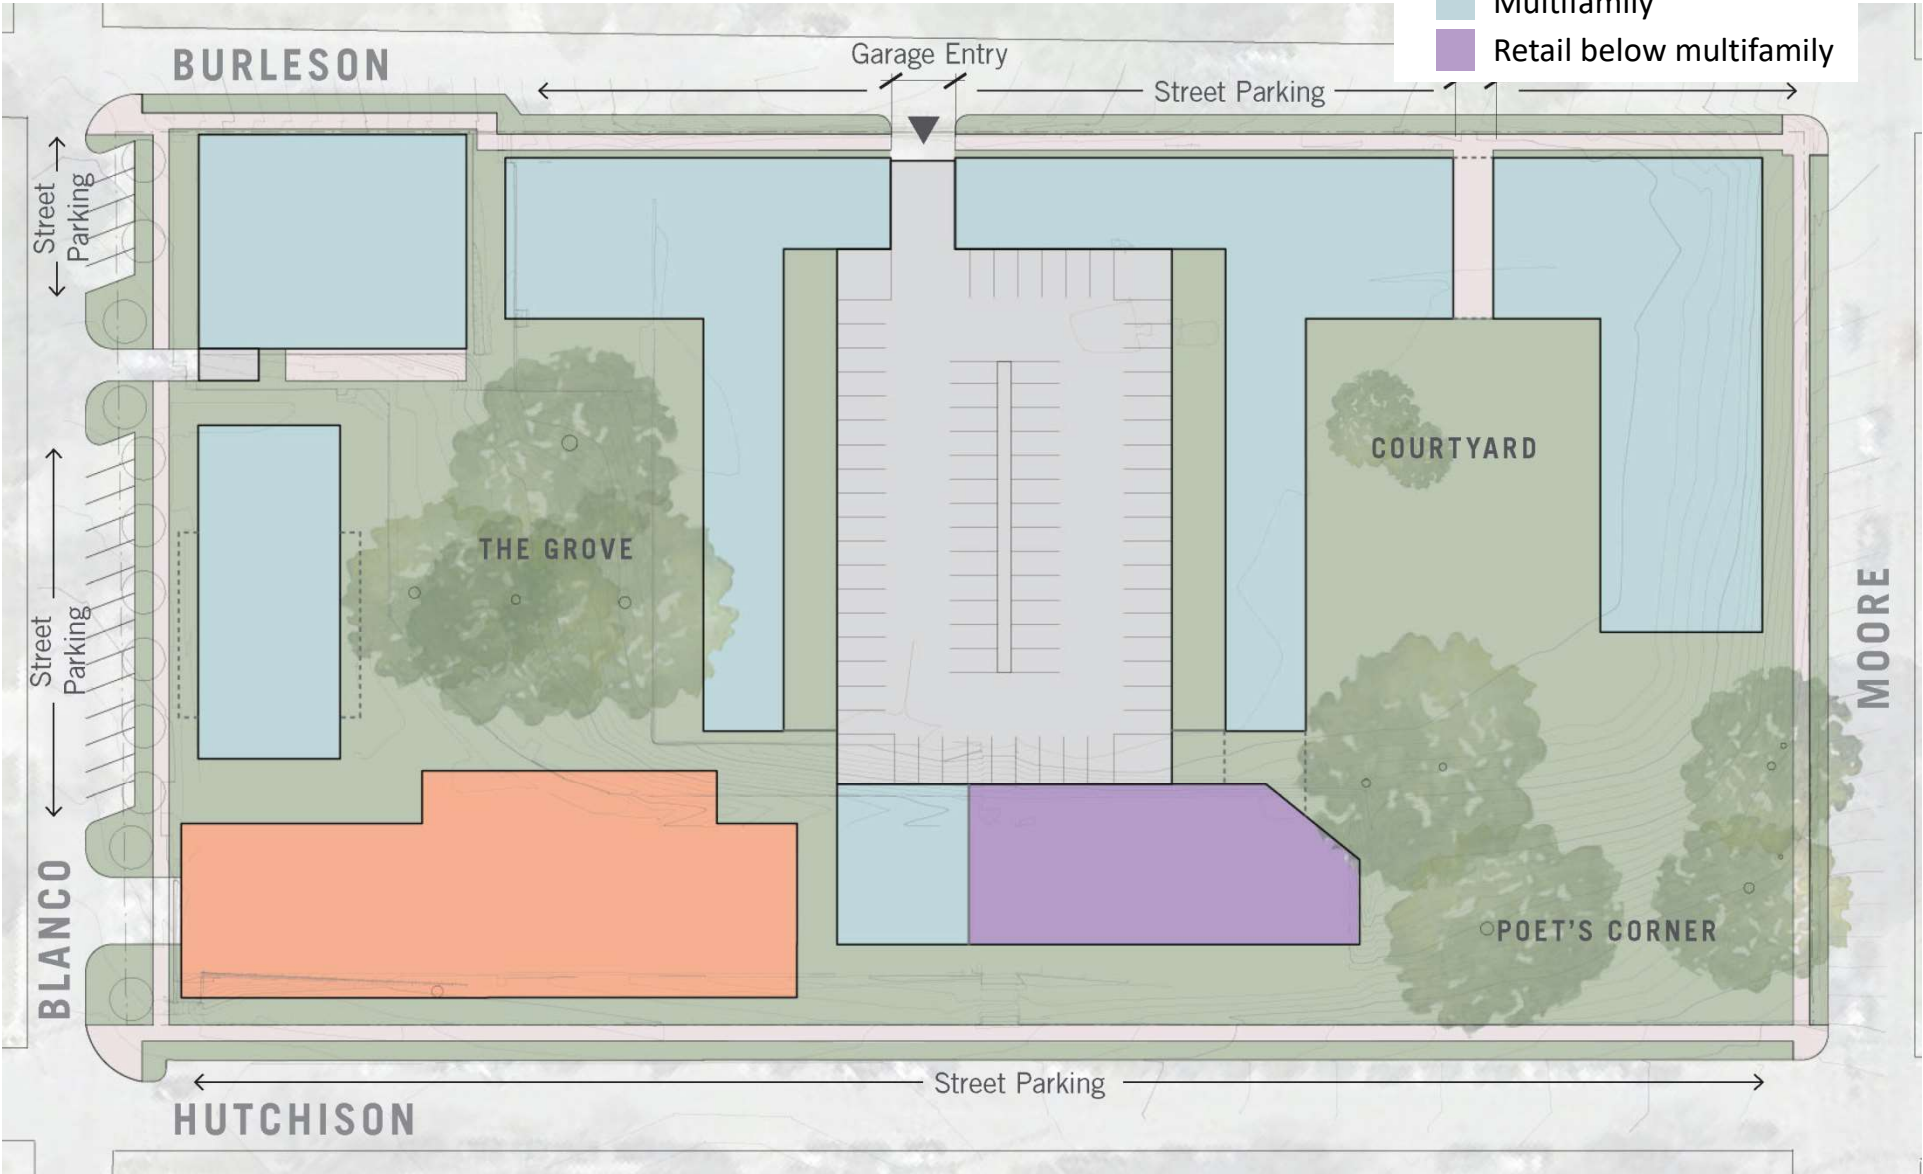 Multifamily
Retail below multifamily
BURLESON
Garage Entry
Street Parking
Street
Parking
COURTYARD
THE GROVE
MOORE
Street
Parking
BLANCO
POET'S CORNER
Street Parking
HUTCHISON